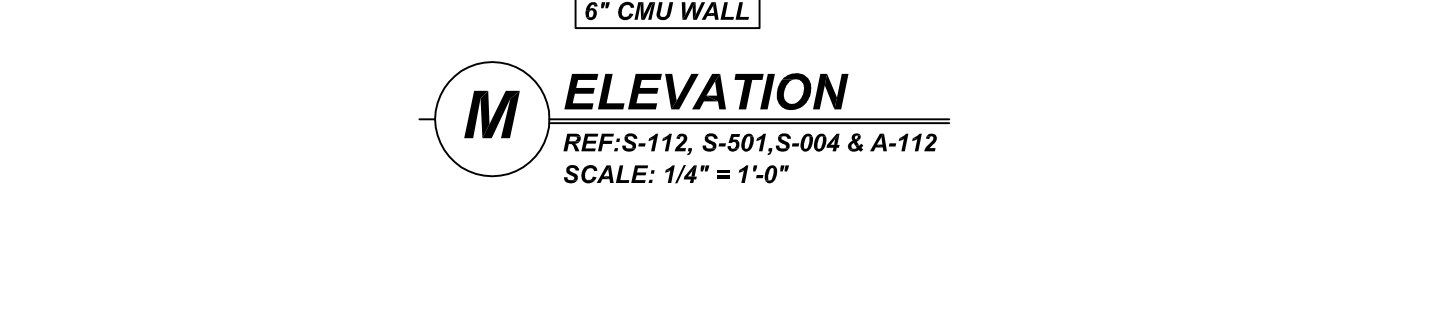 6" CMU WALL
M
ELEVATION
REF:S-112, S-501,S-004 & A-112
SCALE: 1/4" = 1'-0"